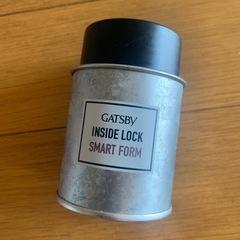 GATSBY
INSIDE LOCK
SMART FORM